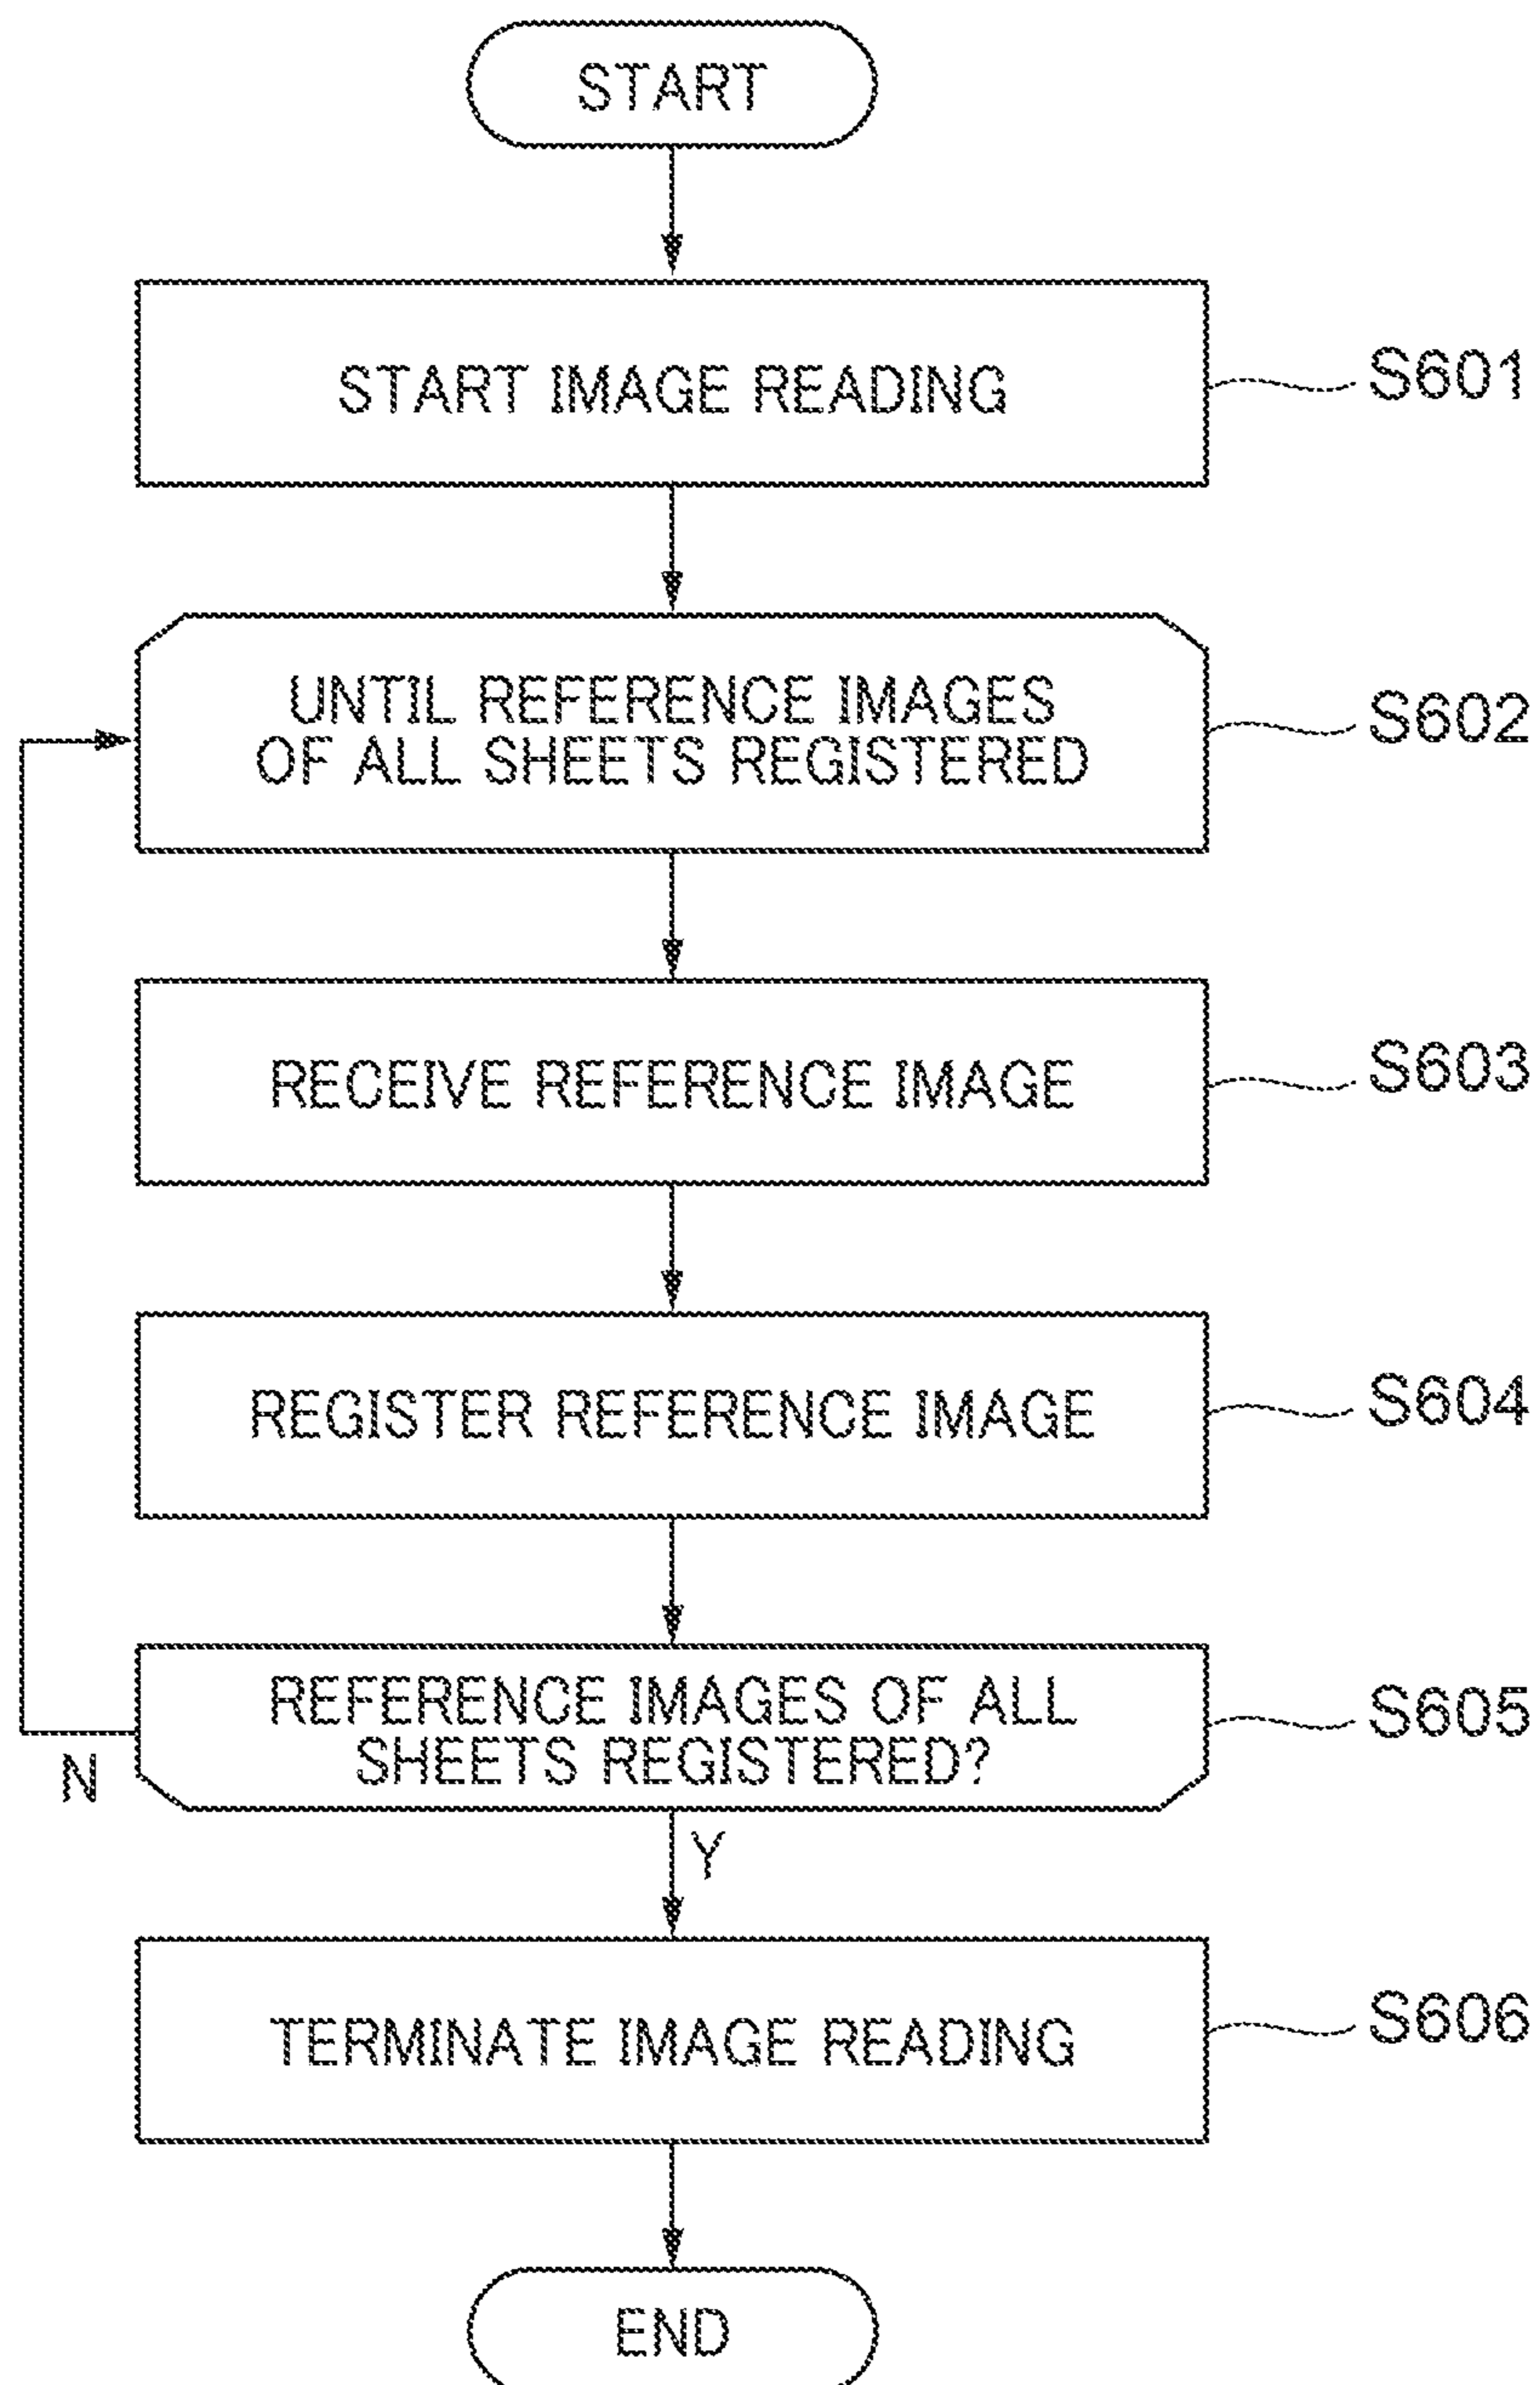 START
START IMAGE READING
S601
UNTIL REFERENCE IMAGES
OF ALL SHEETS REGISTERED
S602
RECEIVE REFERENCE IMAGE
S603
REGISTER REFERENCE IMAGE
S604
REFERENCE IMAGES OF ALL
SHEETS REGISTERED?
S605
N
Y
TERMINATE IMAGE READING
S606
END